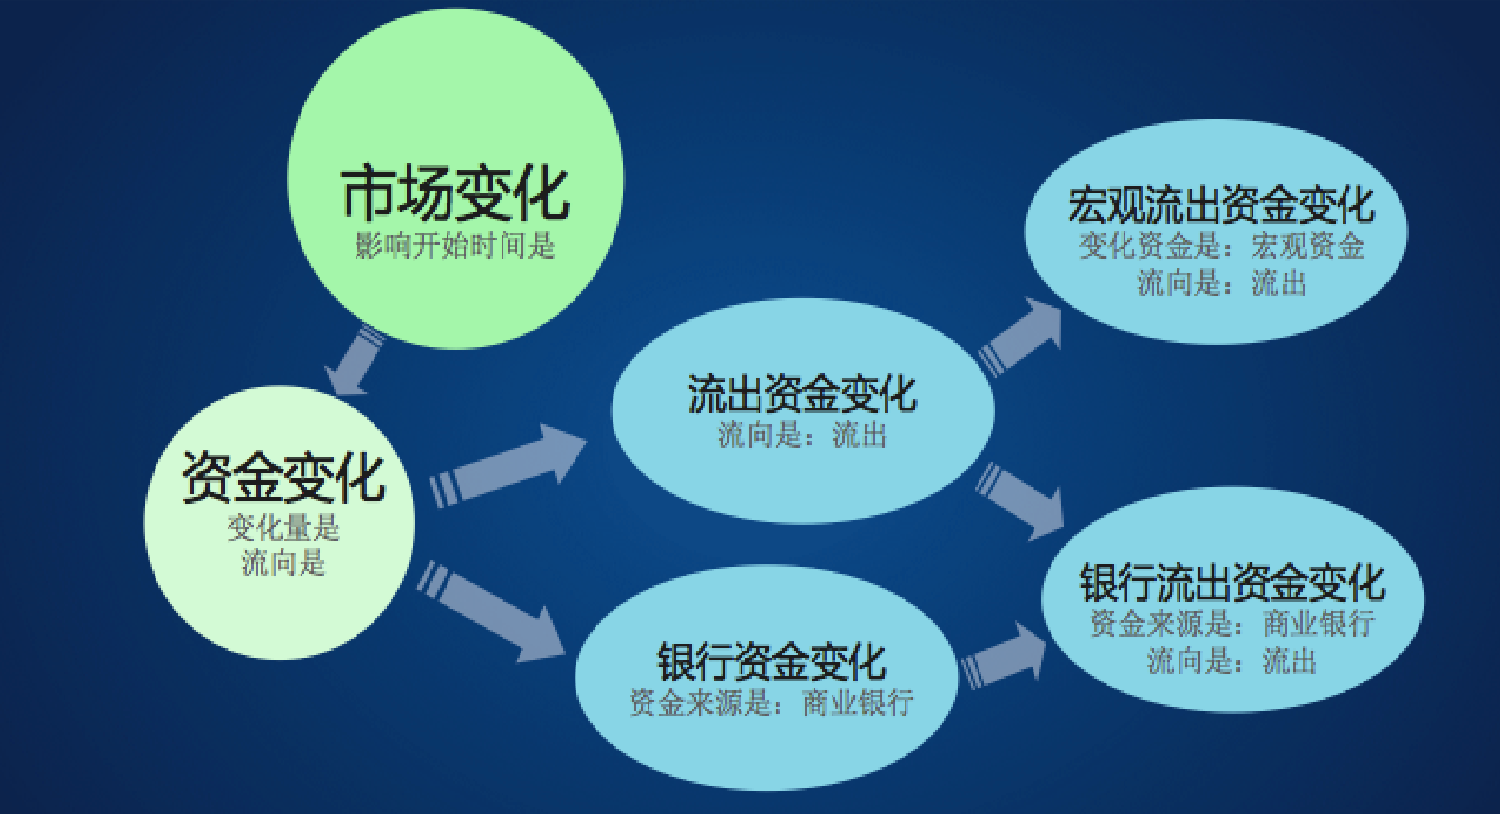 市场变化
影响开始时间是
资金变化
变化量是
流向是
流出资金变化
流向是：流出
银行资金变化
资金来源是：商业银行
宏观流出资金变化
变化资金是：宏观资金
流向是：流出
银行流出资金变化
资金来源是：商业银行
流向是：流出